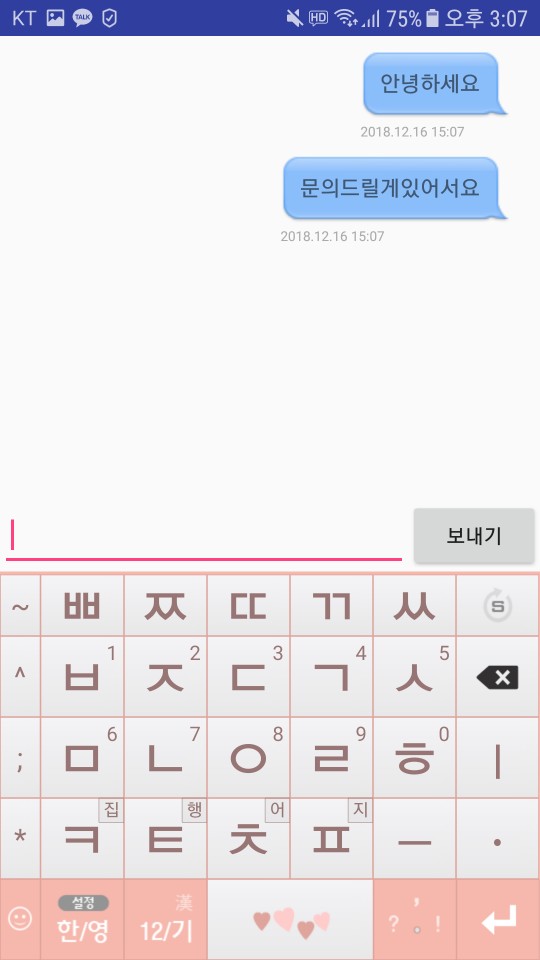 KT TALK HD 75% 오후 3:07
안녕하세요
2018.12.16 15:07
문의드릴게있어서요
2018.12.16 15:07
보내기
~ ㅃ ㅉ ㄸ ㄲ ㅆ S
^ ㅂ 1 ㅈ 2 ㄷ 3 ㄱ 4 ㅅ 5 X
; ㅁ 6 ㄴ 7 ㅇ 8 ㄹ 9 ㅎ 0 ㅣ
* ㅋ 집 ㅌ 행 ㅊ 어 ㅍ 지 ㅡ ·
설정 漢 ,
한/영 12/기 ? . !